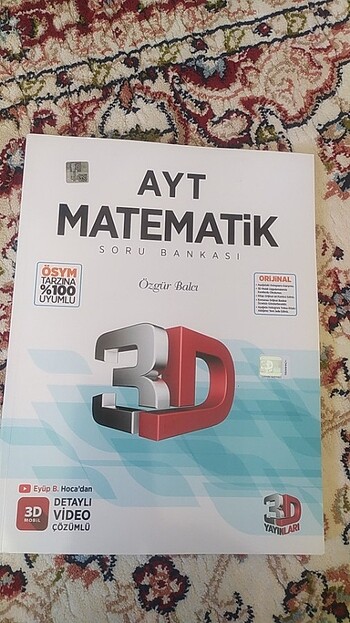 AYT
MATEMATİK
SORU BANKASI
Özgür Balcı
ÖSYM
TARZINA
%100
UYUMLU
ORİJİNAL
3D
Eyüp B. Hoca'dan
3D
MOBİL
DETAYLI
VİDEO
ÇÖZÜMLÜ
3D
YAYINLARI